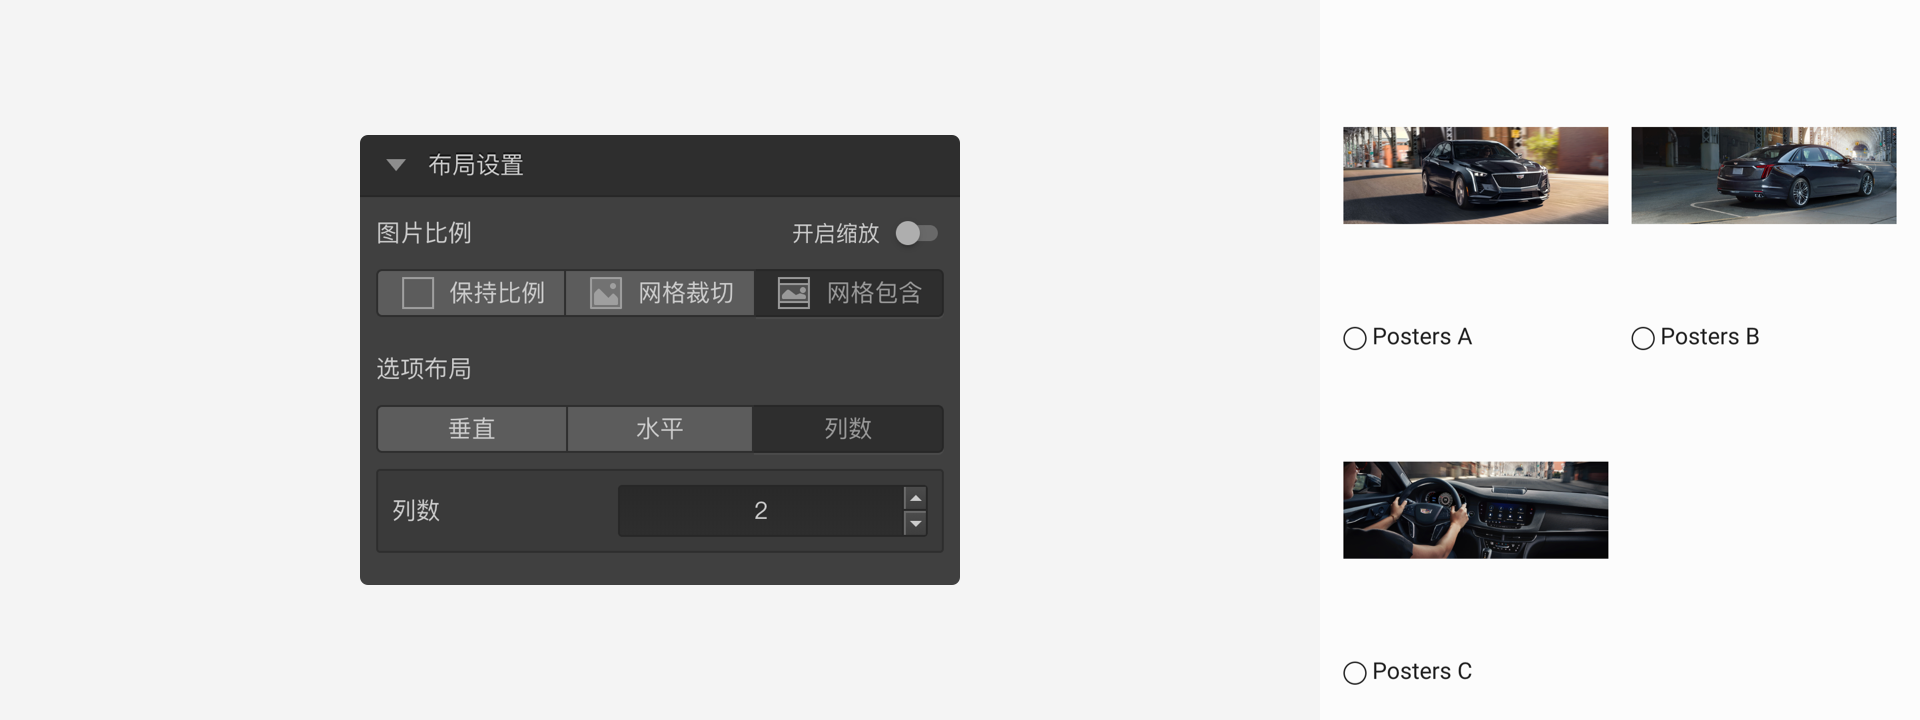 布局设置
图片比例 开启缩放
保持比例 网格裁切 网格包含
选项布局
垂直 水平 列数
列数 2
Posters A Posters B
Posters C